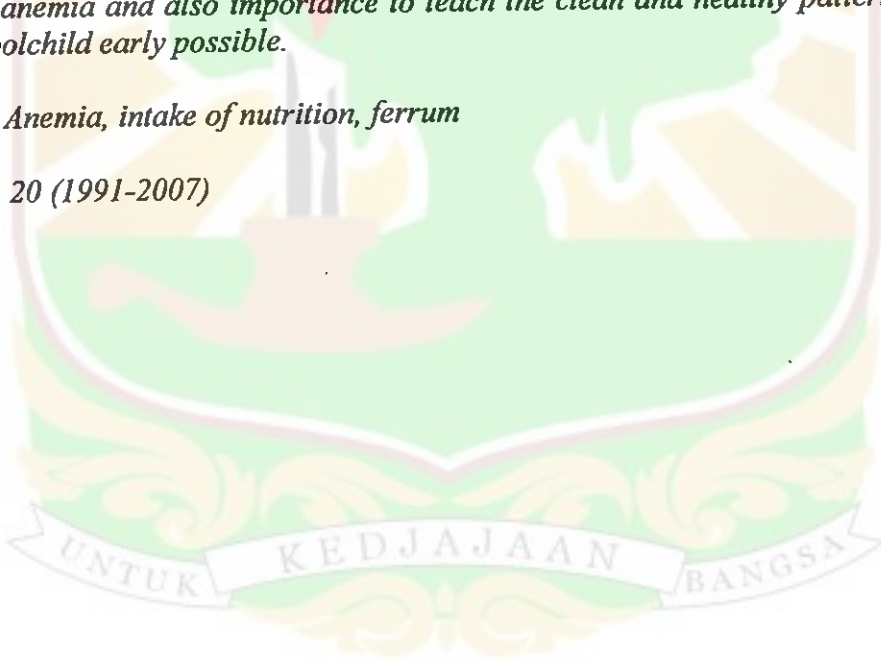 anemia and also importance to teach the clean and healthy
olchild early possible.
Anemia, intake of nutrition, ferrum
20 (1991-2007)
UNTUK KEDJAJAAN BANGSA